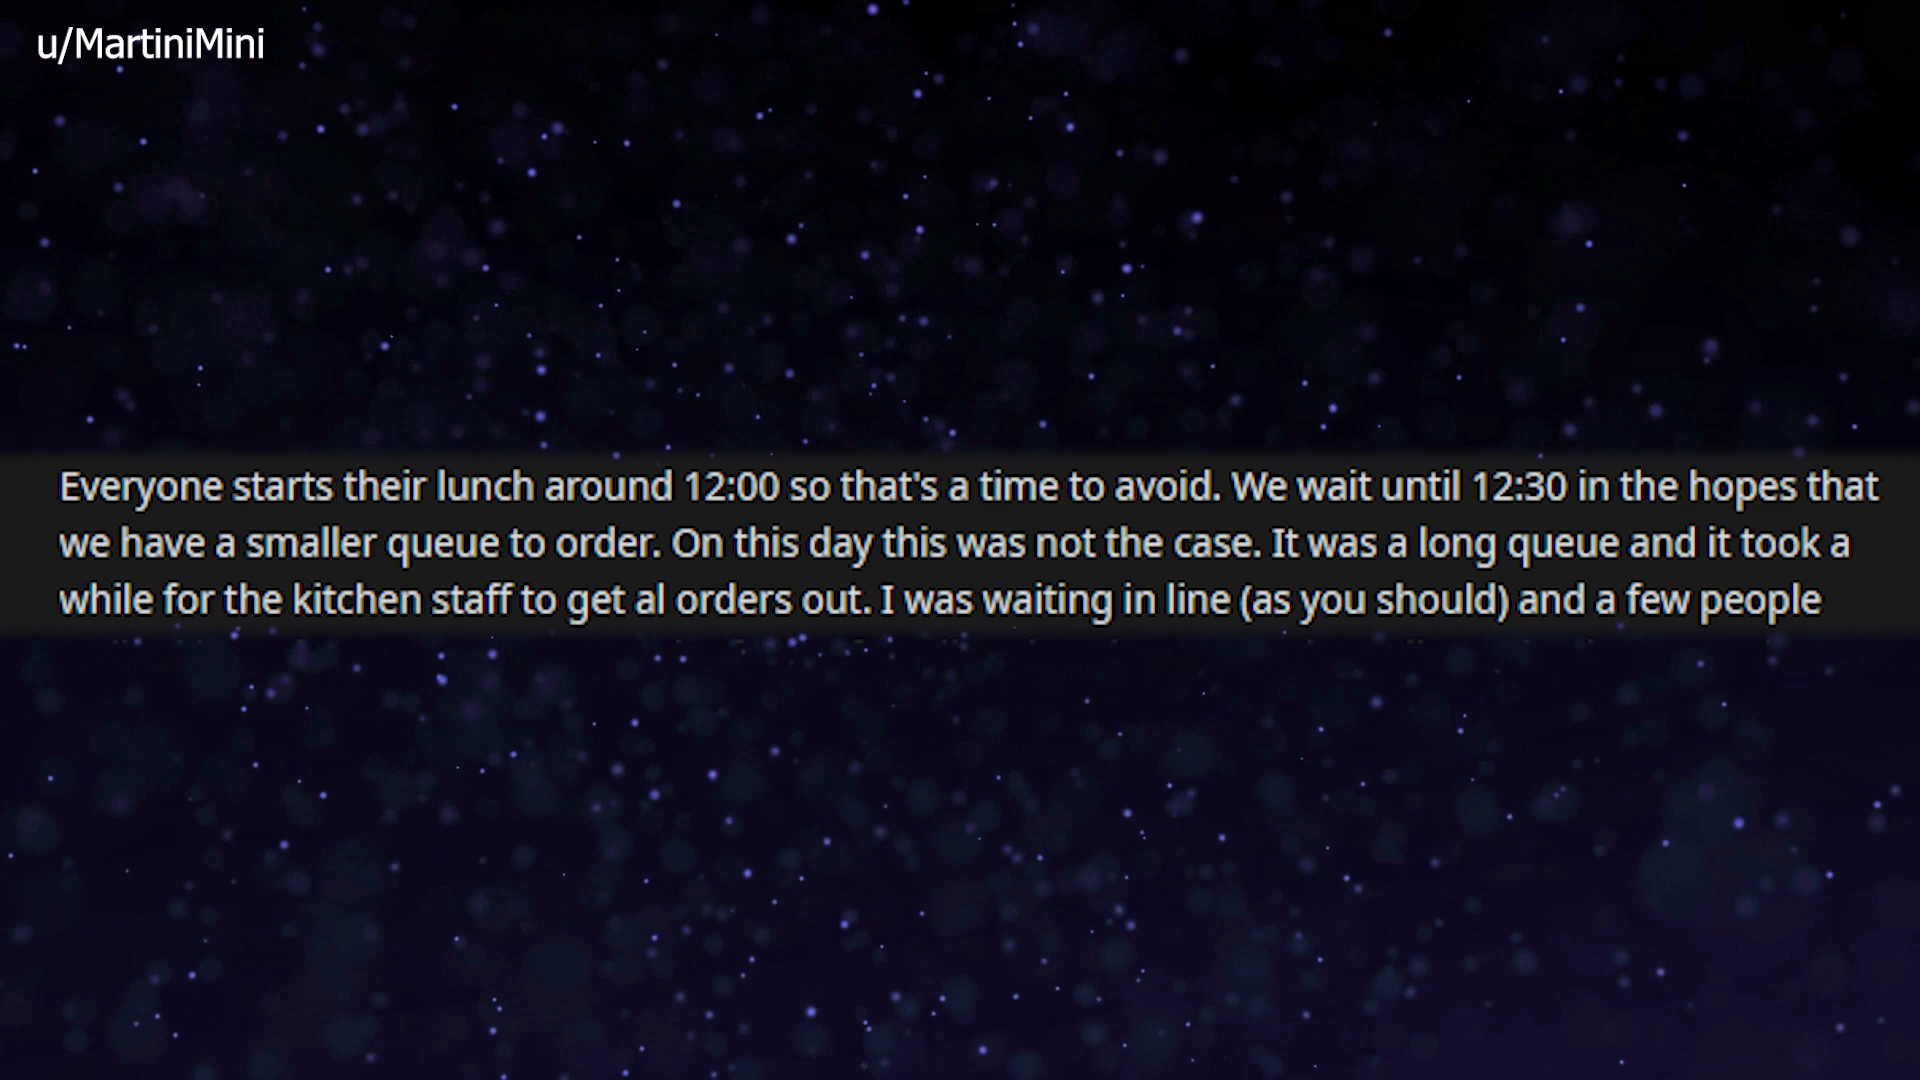 u/MartiniMini
Everyone starts their lunch around 12:00 so that's a time to avoid. We wait until 12:30 in the hopes that
we have a smaller queue to order. On this day this was not the case. It was a long queue and it took a
while for the kitchen staff to get al orders out. I was waiting in line (as you should) and a few people